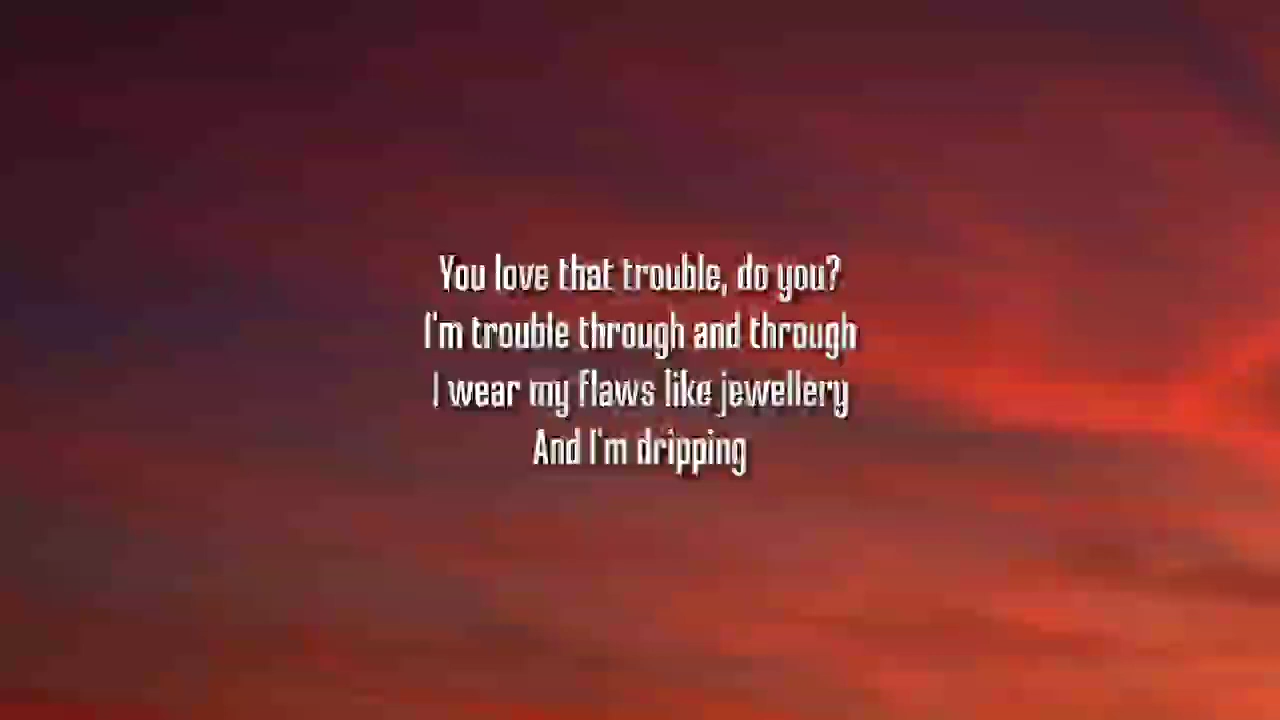 You love that trouble, do you?
I'm trouble through and through
I wear my flaws like jewellery
And I'm dripping